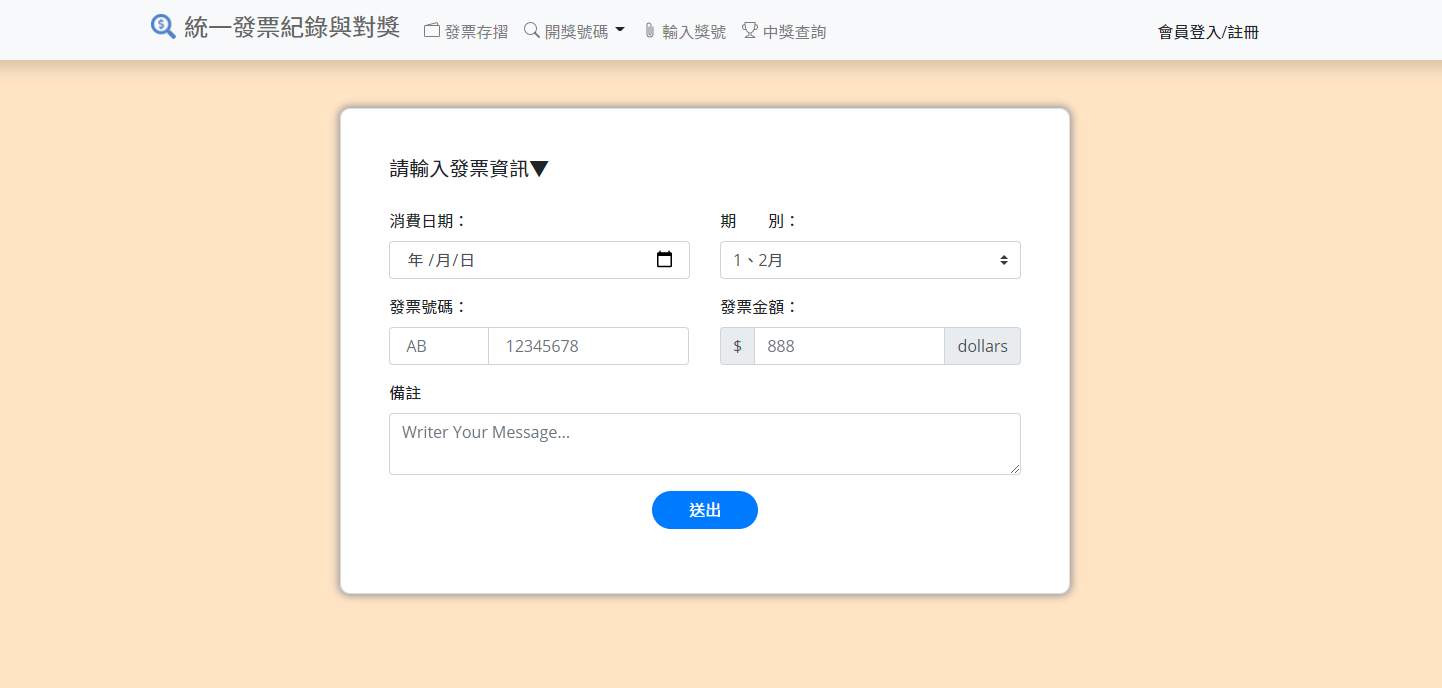 統一發票紀錄與對獎 發票存摺 開獎號碼 輸入獎號 中獎查詢 會員登入/註冊
請輸入發票資訊▼
消費日期： 期　　別：
年 /月/日 1、2月
發票號碼： 發票金額：
AB 12345678 $ 888 dollars
備註
Writer Your Message...
送出